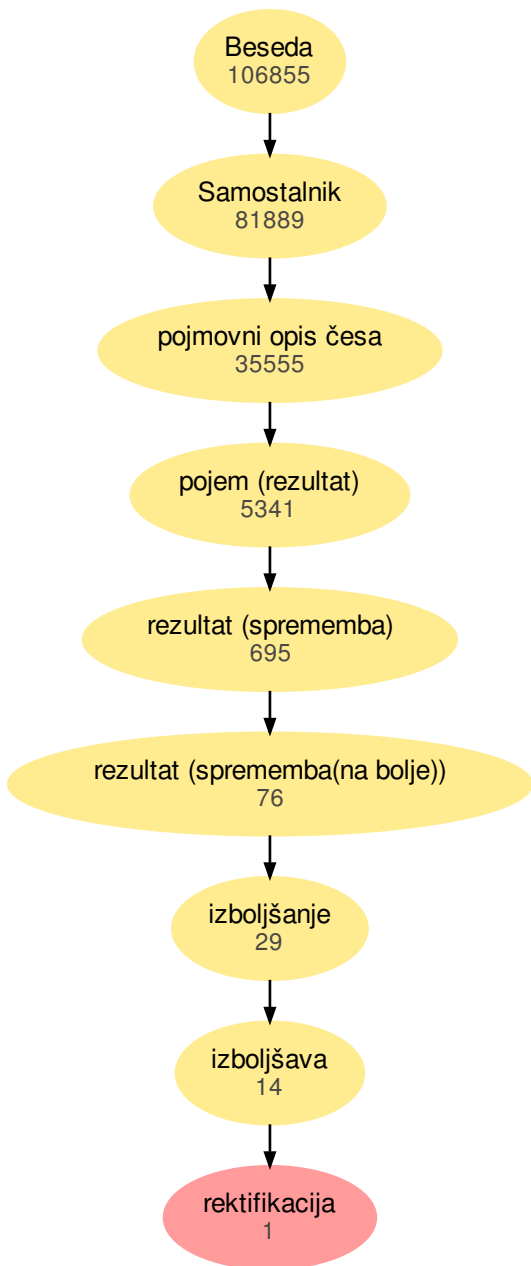 Beseda
106855
Samostalnik
81889
pojmovni opis česa
35555
pojem (rezultat)
5341
rezultat (sprememba)
695
rezultat (sprememba(na bolje))
76
izboljšanje
29
izboljšava
14
rektifikacija
1